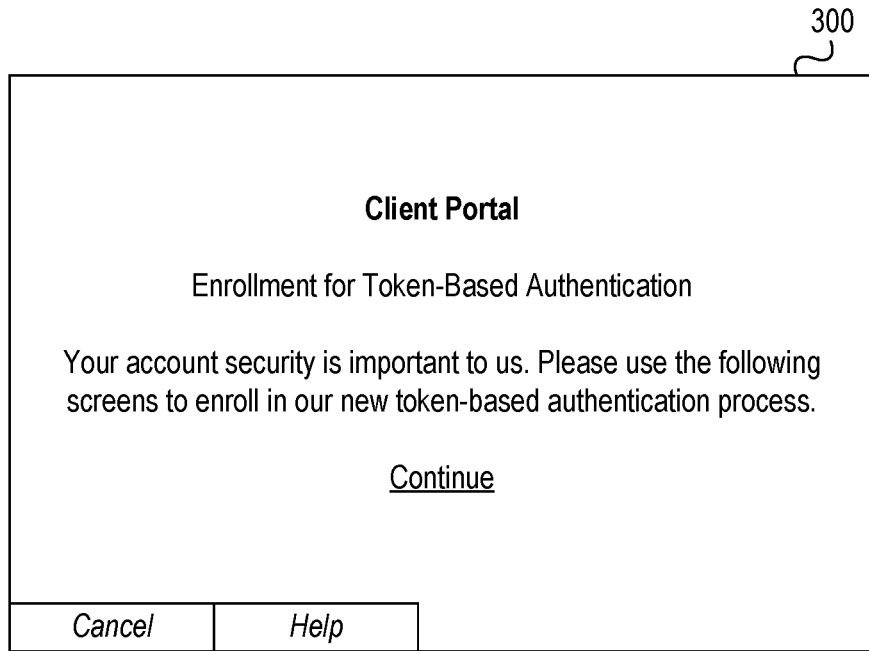 300
Client Portal
Enrollment for Token-Based Authentication
Your account security is important to us. Please use the following
screens to enroll in our new token-based authentication process.
Continue
Cancel
Help